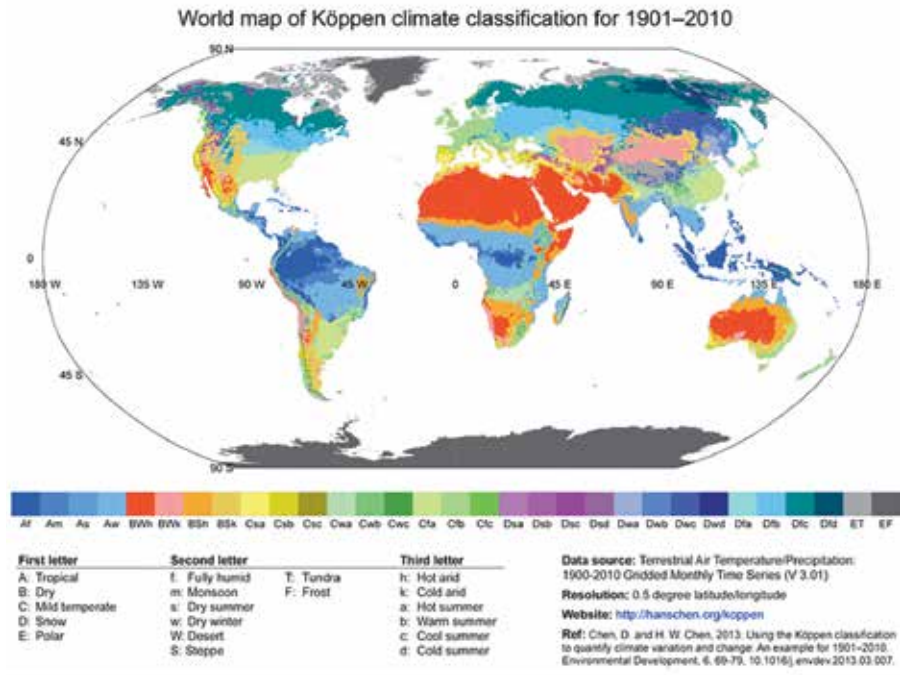 World map of Köppen climate classification for 1901–2010
90 N
45 N
0
180 W 135 W 90 W 45 W 0 45 E 90 E 135 E 180 E
45 S
90 S
Af Am As Aw BWh BWk BSh BSk Csa Csb Csc Cwa Cwb Cwc Cfa Cfb Cfc Dsa Dsb Dsc Dsd Dwa Dwb Dwc Dwd Dfa Dfb Dfc Dfd ET EF
First letter
A: Tropical
B: Dry
C: Mild temperate
D: Snow
E: Polar
Second letter
f: Fully humid
m: Monsoon
s: Dry summer
w: Dry winter
W: Desert
S: Steppe
T: Tundra
F: Frost
Third letter
h: Hot arid
k: Cold arid
a: Hot summer
b: Warm summer
c: Cool summer
d: Cold summer
Data source: Terrestrial Air Temperature/Precipitation:
1900-2010 Gridded Monthly Time Series (V 3.01)
Resolution: 0.5 degree latitude/longitude
Website: http://hanschen.org/koppen
Ref: Chen, D. and H. W. Chen, 2013: Using the Köppen classification
to quantify climate variation and change: An example for 1901–2010.
Environmental Development, 6, 69-79, 10.1016/j.envdev.2013.03.007.